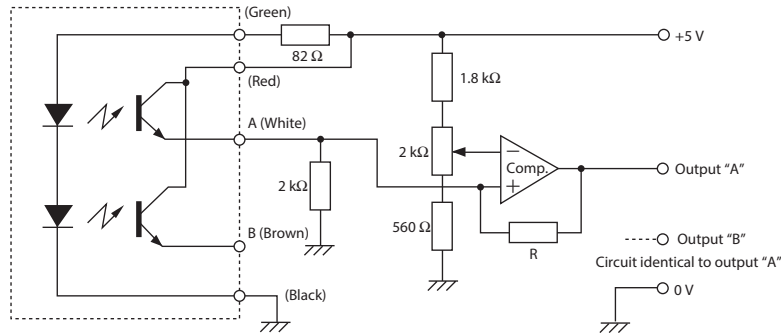 (Green)
82 Ω
+5 V
(Red)
1.8 kΩ
A (White)
2 kΩ
−
Comp.
+
Output “A”
2 kΩ
560 Ω
B (Brown)
R
Output “B”
Circuit identical to output “A”
(Black)
0 V